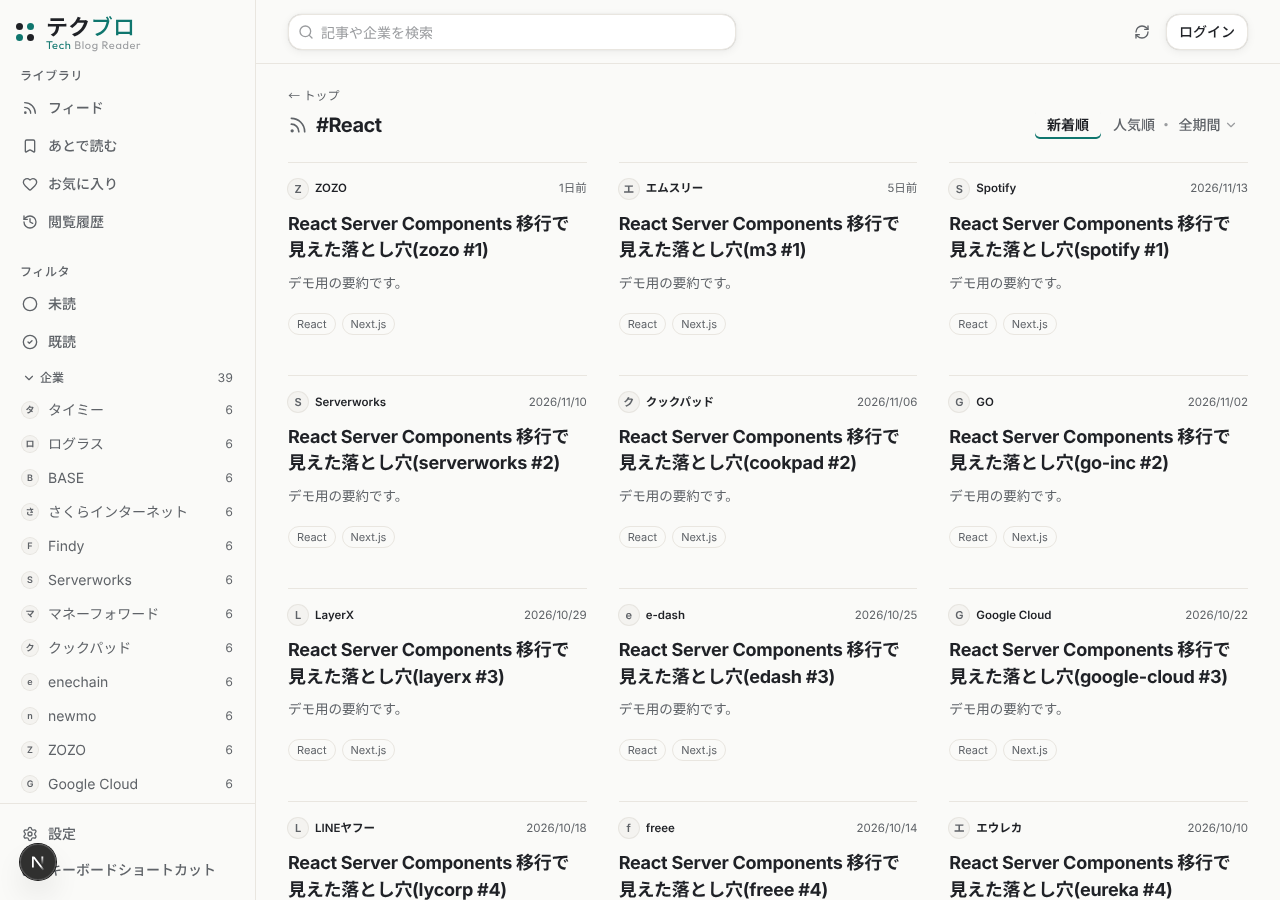 テクブロ
Tech Blog Reader
ライブラリ
フィード
あとで読む
お気に入り
閲覧履歴
フィルタ
未読
既読
企業 39
タ タイミー 6
ロ ログラス 6
B BASE 6
さ さくらインターネット 6
F Findy 6
S Serverworks 6
マ マネーフォワード 6
ク クックパッド 6
e enechain 6
n newmo 6
Z ZOZO 6
G Google Cloud 6
設定
N キーボードショートカット
記事や企業を検索
ログイン
← トップ
#React
新着順 人気順 • 全期間
Z ZOZO 1日前
React Server Components 移行で
見えた落とし穴(zozo #1)
デモ用の要約です。
React Next.js
エ エムスリー 5日前
React Server Components 移行で
見えた落とし穴(m3 #1)
デモ用の要約です。
React Next.js
S Spotify 2026/11/13
React Server Components 移行で
見えた落とし穴(spotify #1)
デモ用の要約です。
React Next.js
S Serverworks 2026/11/10
React Server Components 移行で
見えた落とし穴(serverworks #2)
デモ用の要約です。
React Next.js
ク クックパッド 2026/11/06
React Server Components 移行で
見えた落とし穴(cookpad #2)
デモ用の要約です。
React Next.js
G GO 2026/11/02
React Server Components 移行で
見えた落とし穴(go-inc #2)
デモ用の要約です。
React Next.js
L LayerX 2026/10/29
React Server Components 移行で
見えた落とし穴(layerx #3)
デモ用の要約です。
React Next.js
e e-dash 2026/10/25
React Server Components 移行で
見えた落とし穴(edash #3)
デモ用の要約です。
React Next.js
G Google Cloud 2026/10/22
React Server Components 移行で
見えた落とし穴(google-cloud #3)
デモ用の要約です。
React Next.js
L LINEヤフー 2026/10/18
React Server Components 移行で
見えた落とし穴(lycorp #4)
f freee 2026/10/14
React Server Components 移行で
見えた落とし穴(freee #4)
エ エウレカ 2026/10/10
React Server Components 移行で
見えた落とし穴(eureka #4)